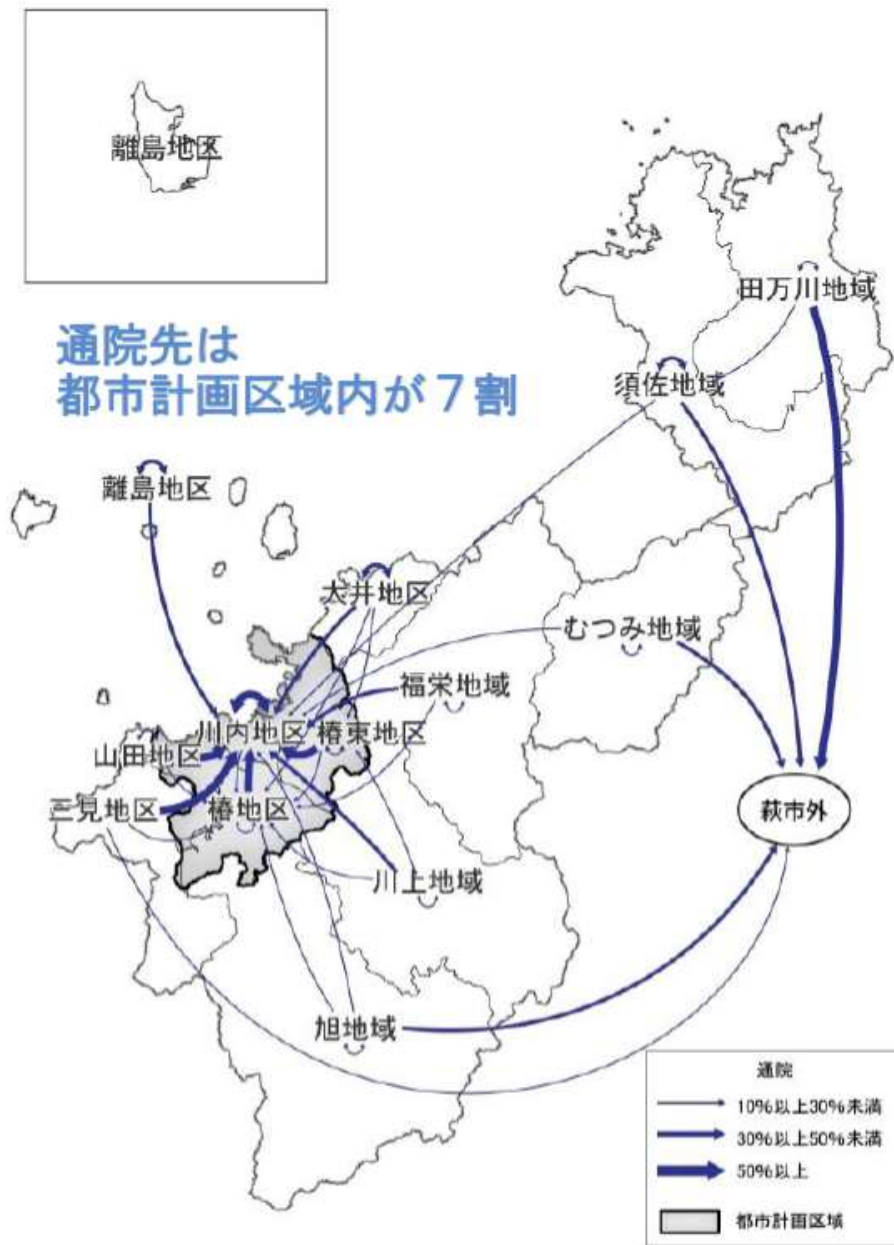 離島地区
田万川地域
通院先は
都市計画区域内が7割
須佐地域
離島地区
大井地区
むつみ地域
福栄地域
川内地区
椿東地区
山田地区
三見地区
椿地区
萩市外
川上地域
旭地域
通院
10%以上30%未満
30%以上50%未満
50%以上
都市計画区域